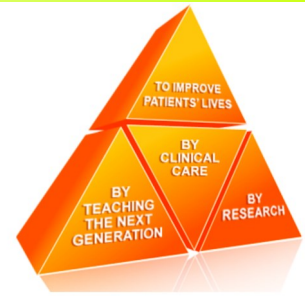 TO IMPROVE
PATIENTS' LIVES
BY
CLINICAL
CARE
BY
TEACHING
THE NEXT
GENERATION
BY
RESEARCH